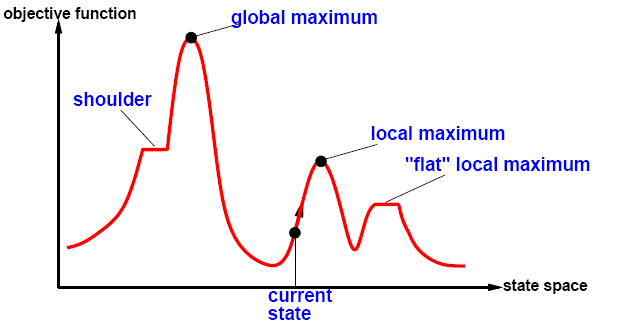 objective function
global maximum
shoulder
local maximum
"flat" local maximum
current
state
state space